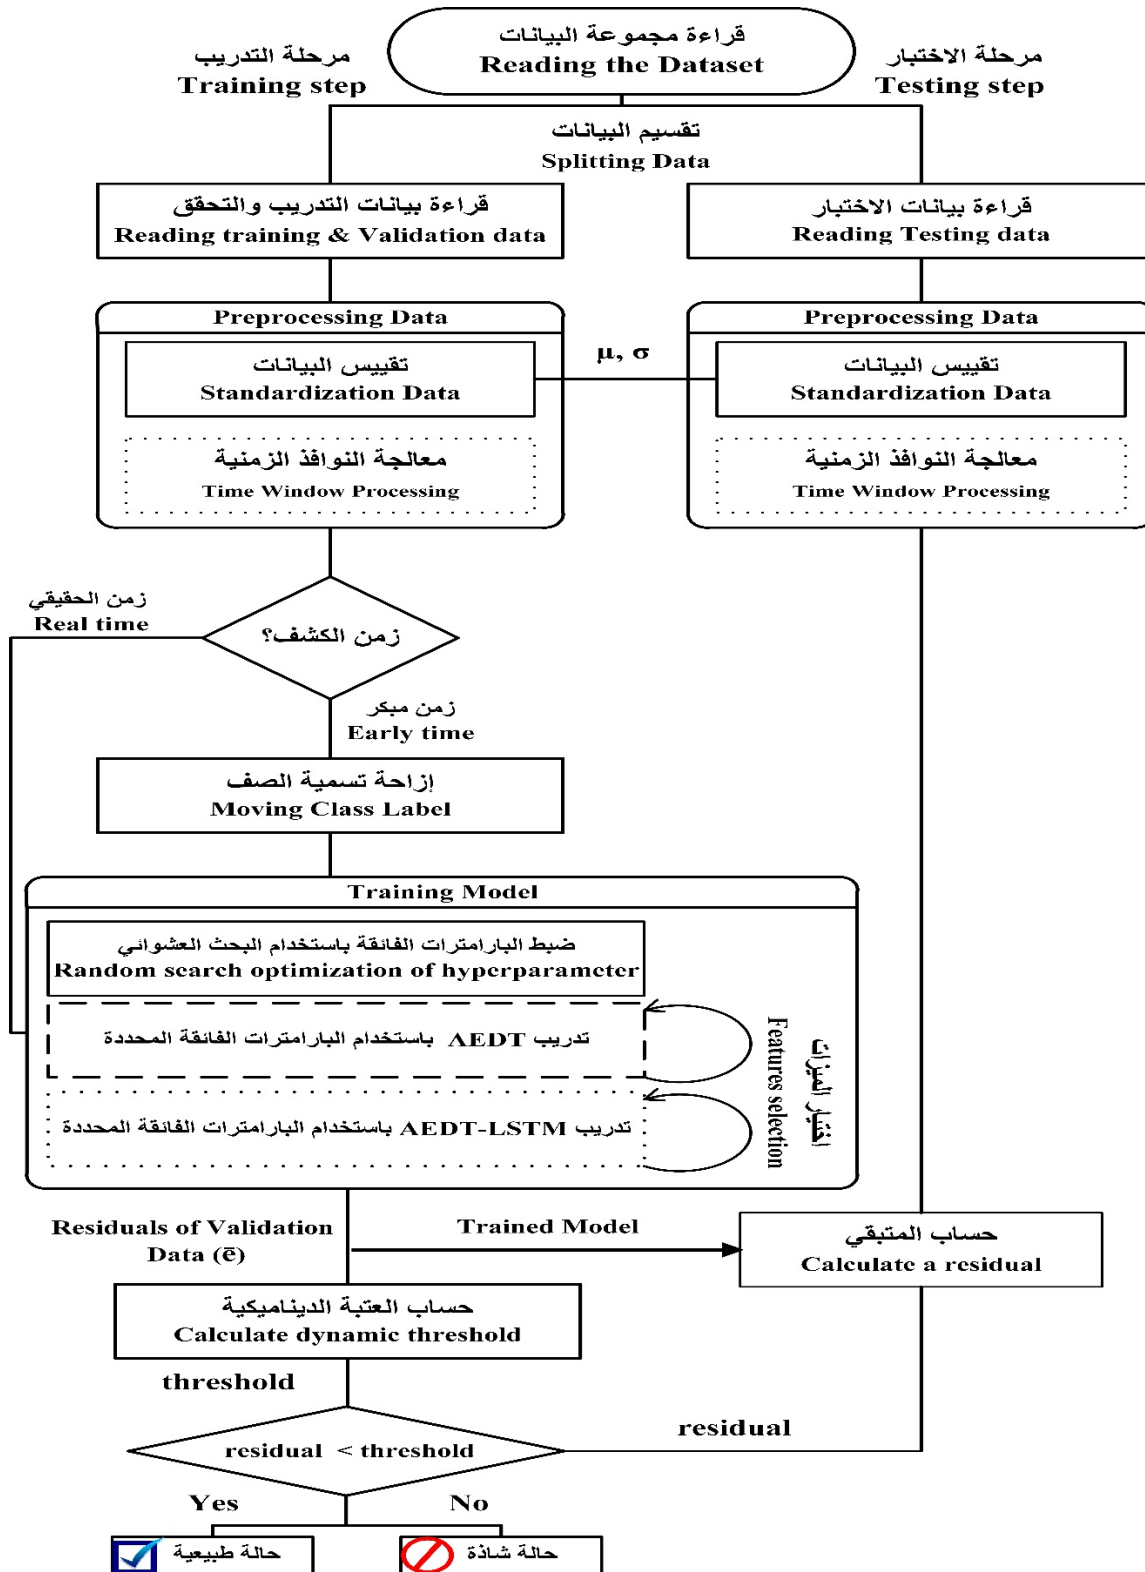 قراءة مجموعة البيانات
Reading the Dataset
مرحلة التدريب
Training step
مرحلة الاختبار
Testing step
تقسيم البيانات
Splitting Data
قراءة بيانات التدريب والتحقق
Reading training & Validation data
قراءة بيانات الاختبار
Reading Testing data
Preprocessing Data
تقييس البيانات
Standardization Data
معالجة النوافذ الزمنية
Time Window Processing
μ, σ
Preprocessing Data
تقييس البيانات
Standardization Data
معالجة النوافذ الزمنية
Time Window Processing
زمن الحقيقي
Real time
زمن الكشف؟
زمن مبكر
Early time
إزاحة تسمية الصف
Moving Class Label
Training Model
ضبط البارامترات الفائقة باستخدام البحث العشوائي
Random search optimization of hyperparameter
تدريب AEDT باستخدام البارامترات الفائقة المحددة
تدريب AEDT-LSTM باستخدام البارامترات الفائقة المحددة
اختيار الميزات
Features selection
Residuals of Validation
Data (ē)
Trained Model
حساب المتبقي
Calculate a residual
حساب العتبة الديناميكية
Calculate dynamic threshold
threshold
residual < threshold
residual
Yes
No
حالة طبيعية
حالة شاذة